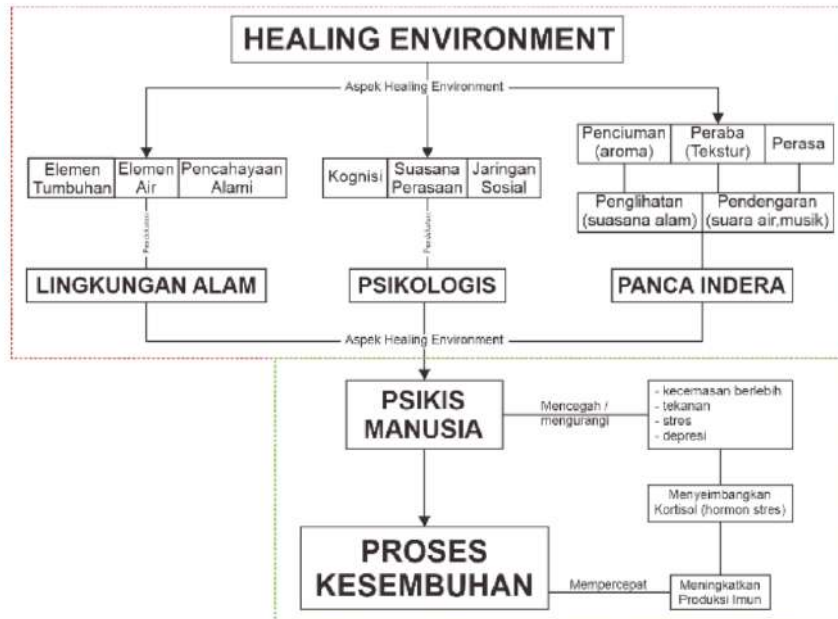 HEALING ENVIRONMENT
Aspek Healing Environment
Elemen
Tumbuhan
Elemen
Air
Pencahayaan
Alami
Kognisi
Suasana
Perasaan
Jaringan
Sosial
Penciuman
(aroma)
Peraba
(Tekstur)
Perasa
Penglihatan
(suasana alam)
Pendengaran
(suara air,musik)
LINGKUNGAN ALAM
PSIKOLOGIS
PANCA INDERA
Aspek Healing Environment
PSIKIS
MANUSIA
Mencegah /
mengurangi
- kecemasan berlebih
- tekanan
- stres
- depresi
Menyeimbangkan
Kortisol (hormon stres)
PROSES
KESEMBUHAN
Mempercepat
Meningkatkan
Produksi Imun